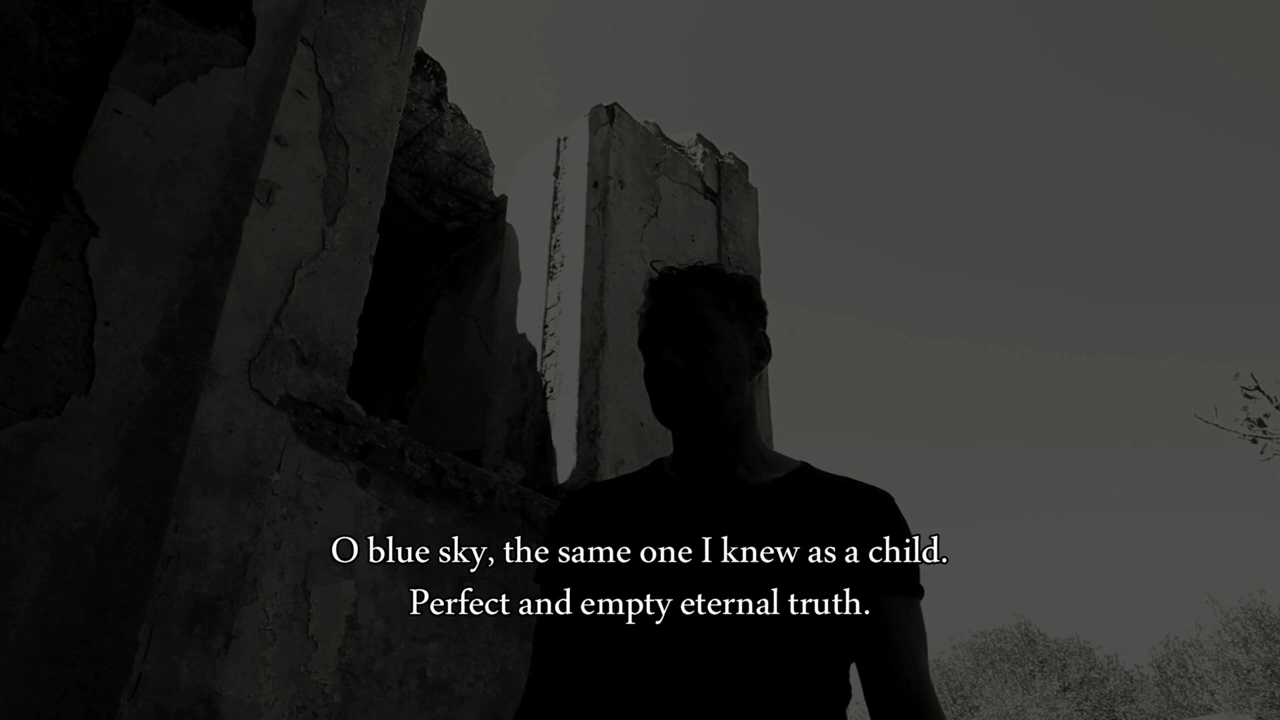 O blue sky, the same one I knew as a child.
Perfect and empty eternal truth.